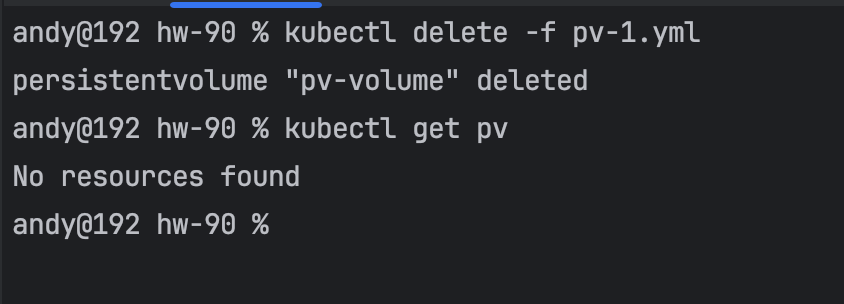 andy@192 hw-90 % kubectl delete -f pv-1.yml
persistentvolume "pv-volume" deleted
andy@192 hw-90 % kubectl get pv
No resources found
andy@192 hw-90 %